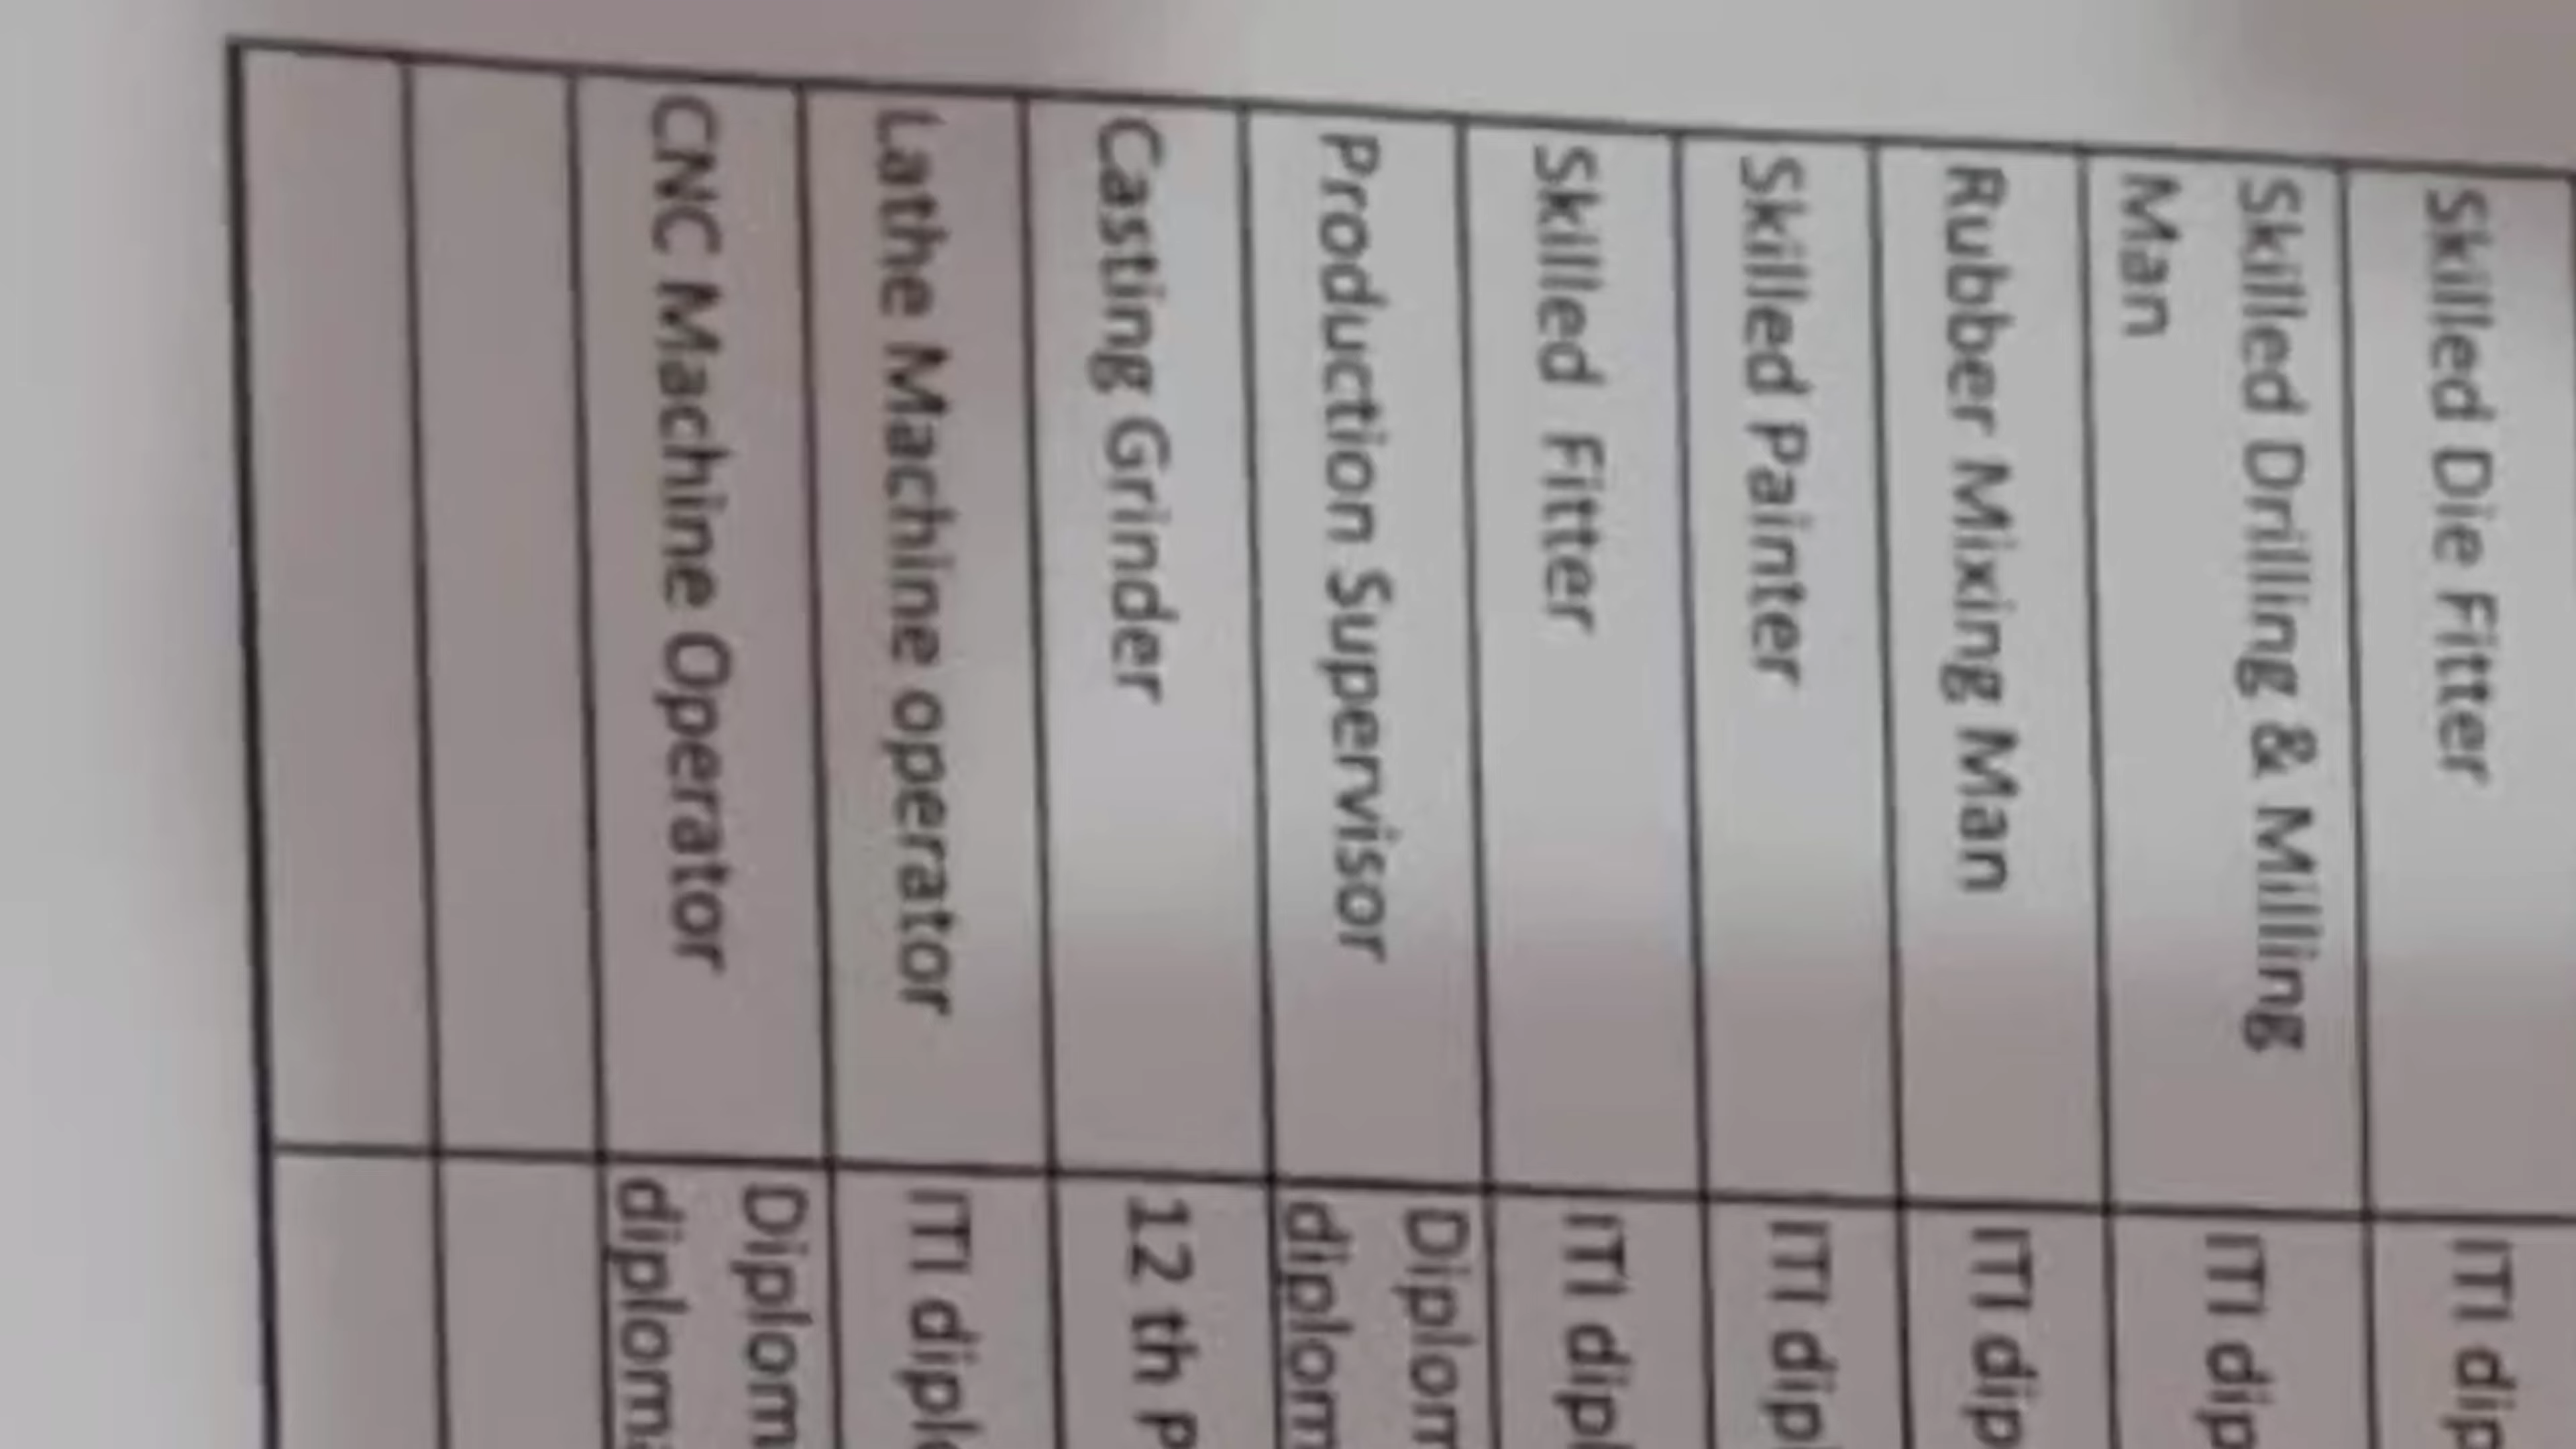 Skilled Die Fitter
ITI dip
Skilled Drilling & Milling
Man
ITI dip
Rubber Mixing Man
ITI dip
Skilled Painter
ITI dipl
Skilled Fitter
ITI dipl
Production Supervisor
Diplom
diplom
Casting Grinder
12 th P
Lathe Machine operator
ITI diplo
CNC Machine Operator
Diplom
diploma